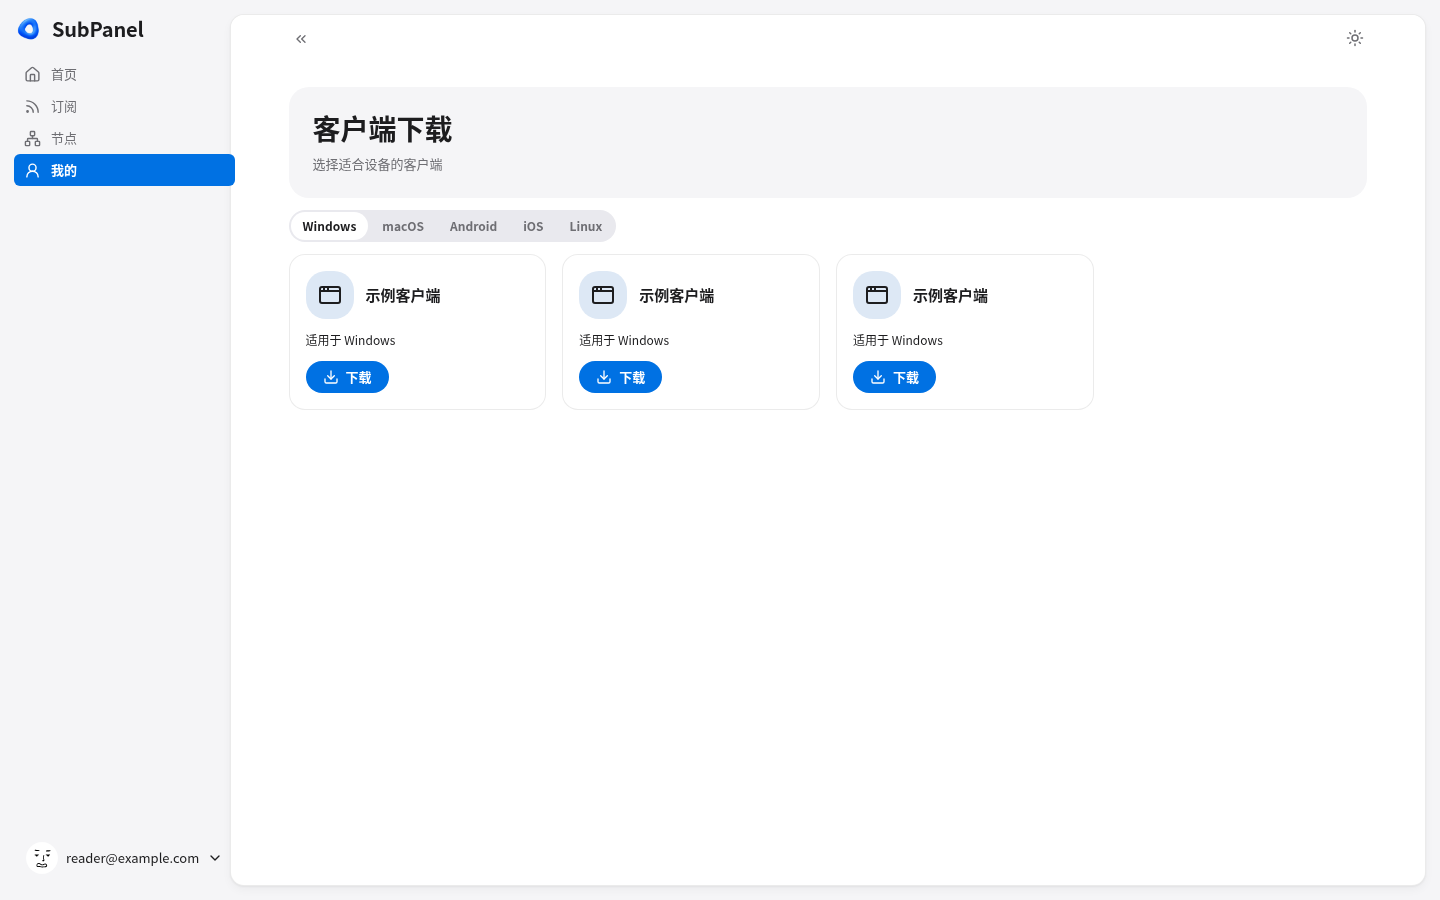 SubPanel
首页
订阅
节点
我的
客户端下载
选择适合设备的客户端
Windows macOS Android iOS Linux
示例客户端
适用于 Windows
下载
示例客户端
适用于 Windows
下载
示例客户端
适用于 Windows
下载
reader@example.com